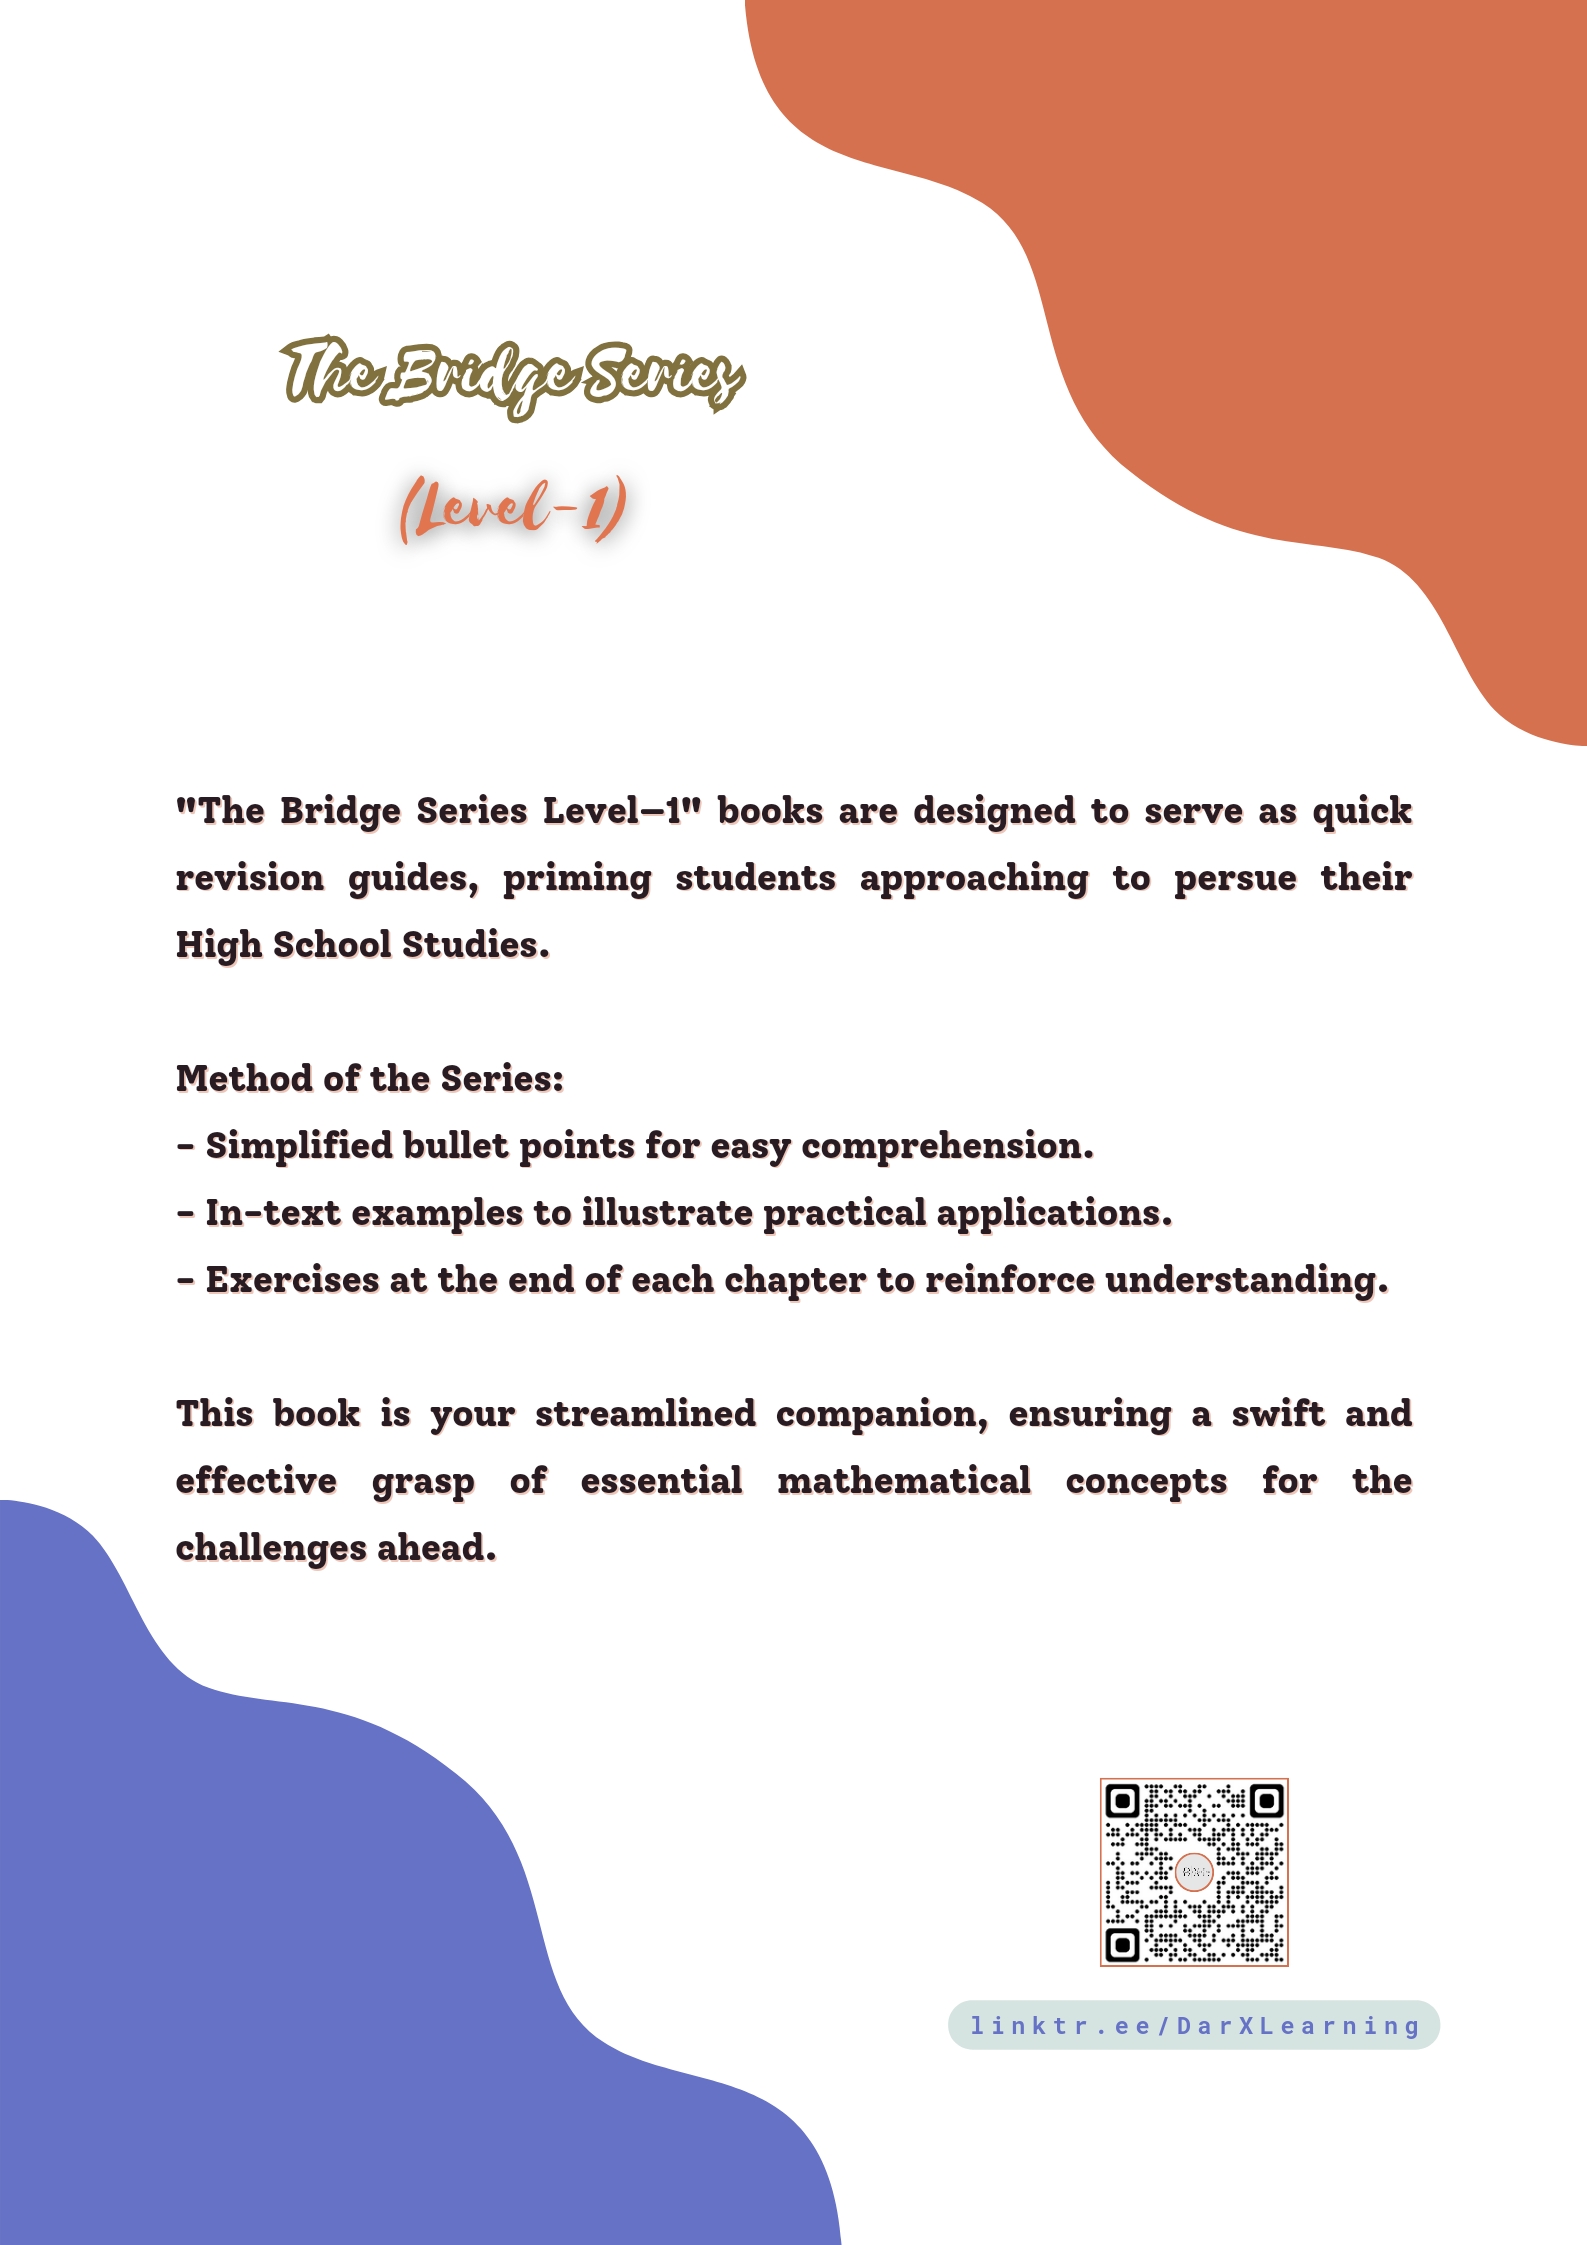 The Bridge Series
(Level-1)
"The Bridge Series Level–1" books are designed to serve as quick
revision guides, priming students approaching to persue their
High School Studies.
Method of the Series:
- Simplified bullet points for easy comprehension.
- In-text examples to illustrate practical applications.
- Exercises at the end of each chapter to reinforce understanding.
This book is your streamlined companion, ensuring a swift and
effective grasp of essential mathematical concepts for the
challenges ahead.
linktr.ee/DarXLearning